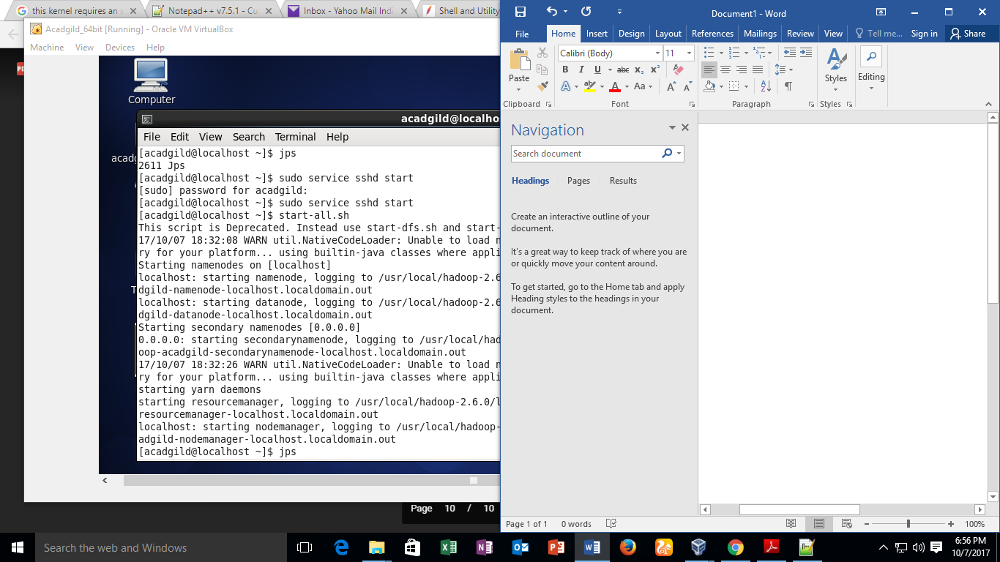 this kernel requires an
Notepad++ v7.5.1 - Cu
Inbox - Yahoo Mail Indi
Shell and Utility
Acadgild_64bit [Running] - Oracle VM VirtualBox
Machine View Devices Help
Computer
acadgild@localho
File Edit View Search Terminal Help
[acadgild@localhost ~]$ jps
2611 Jps
[acadgild@localhost ~]$ sudo service sshd start
[sudo] password for acadgild:
[acadgild@localhost ~]$ sudo service sshd start
[acadgild@localhost ~]$ start-all.sh
This script is Deprecated. Instead use start-dfs.sh and start-
17/10/07 18:32:08 WARN util.NativeCodeLoader: Unable to load n
ry for your platform... using builtin-java classes where appli
Starting namenodes on [localhost]
localhost: starting namenode, logging to /usr/local/hadoop-2.6
dgild-namenode-localhost.localdomain.out
localhost: starting datanode, logging to /usr/local/hadoop-2.6
dgild-datanode-localhost.localdomain.out
Starting secondary namenodes [0.0.0.0]
0.0.0.0: starting secondarynamenode, logging to /usr/local/had
oop-acadgild-secondarynamenode-localhost.localdomain.out
17/10/07 18:32:26 WARN util.NativeCodeLoader: Unable to load n
ry for your platform... using builtin-java classes where appli
starting yarn daemons
starting resourcemanager, logging to /usr/local/hadoop-2.6.0/l
resourcemanager-localhost.localdomain.out
localhost: starting nodemanager, logging to /usr/local/hadoop-
adgild-nodemanager-localhost.localdomain.out
[acadgild@localhost ~]$ jps
Page 10 / 10
Document1 - Word
File Home Insert Design Layout References Mailings Review View Tell me... Sign in Share
Paste
Clipboard
Calibri (Body) 11
B I U abc x₂ x²
Aa
Font
Paragraph
Styles
Styles
Editing
Navigation
Search document
Headings Pages Results
Create an interactive outline of your
document.
It's a great way to keep track of where you are
or quickly move your content around.
To get started, go to the Home tab and apply
Heading styles to the headings in your
document.
Page 1 of 1 0 words
100%
Search the web and Windows
6:56 PM
10/7/2017